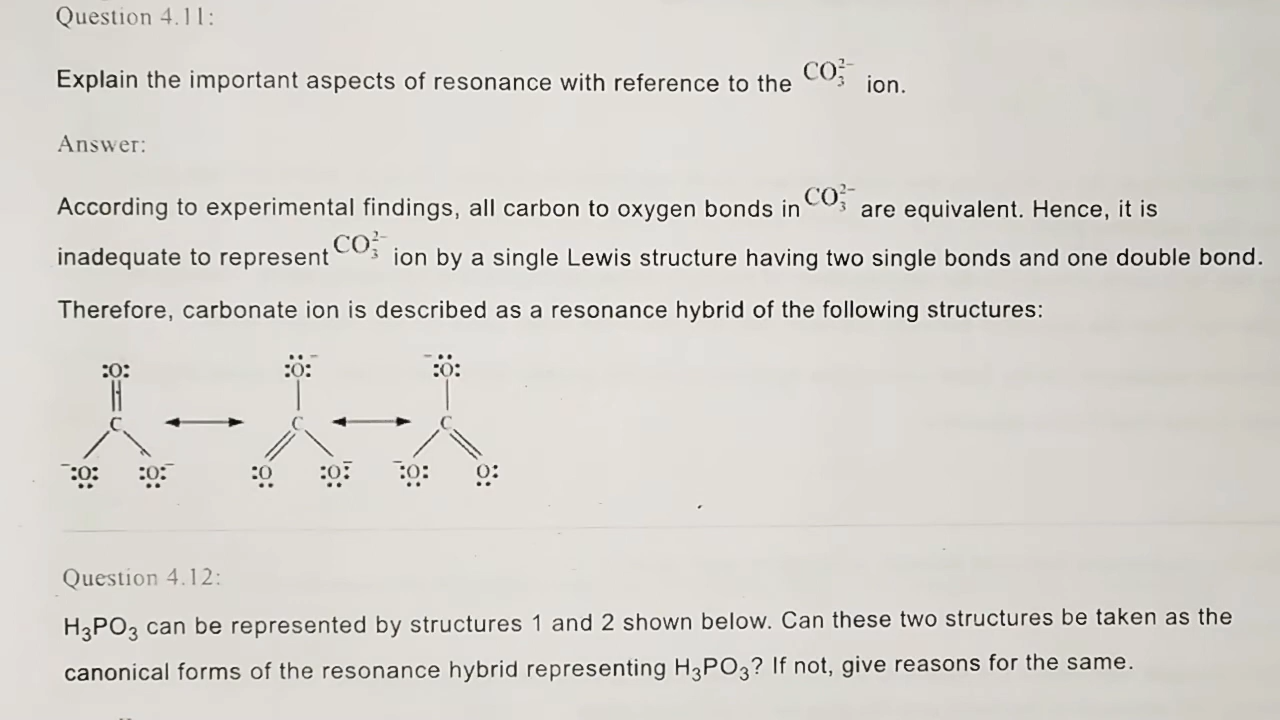 Question 4.11:
Explain the important aspects of resonance with reference to the CO₃²⁻ ion.
Answer:
According to experimental findings, all carbon to oxygen bonds in CO₃²⁻ are equivalent. Hence, it is
inadequate to represent CO₃²⁻ ion by a single Lewis structure having two single bonds and one double bond.
Therefore, carbonate ion is described as a resonance hybrid of the following structures:
:O: :O:⁻ ⁻:O:
C C C
⁻:O: :O:⁻ :O :O:⁻ ⁻:O: O:
Question 4.12:
H₃PO₃ can be represented by structures 1 and 2 shown below. Can these two structures be taken as the
canonical forms of the resonance hybrid representing H₃PO₃? If not, give reasons for the same.